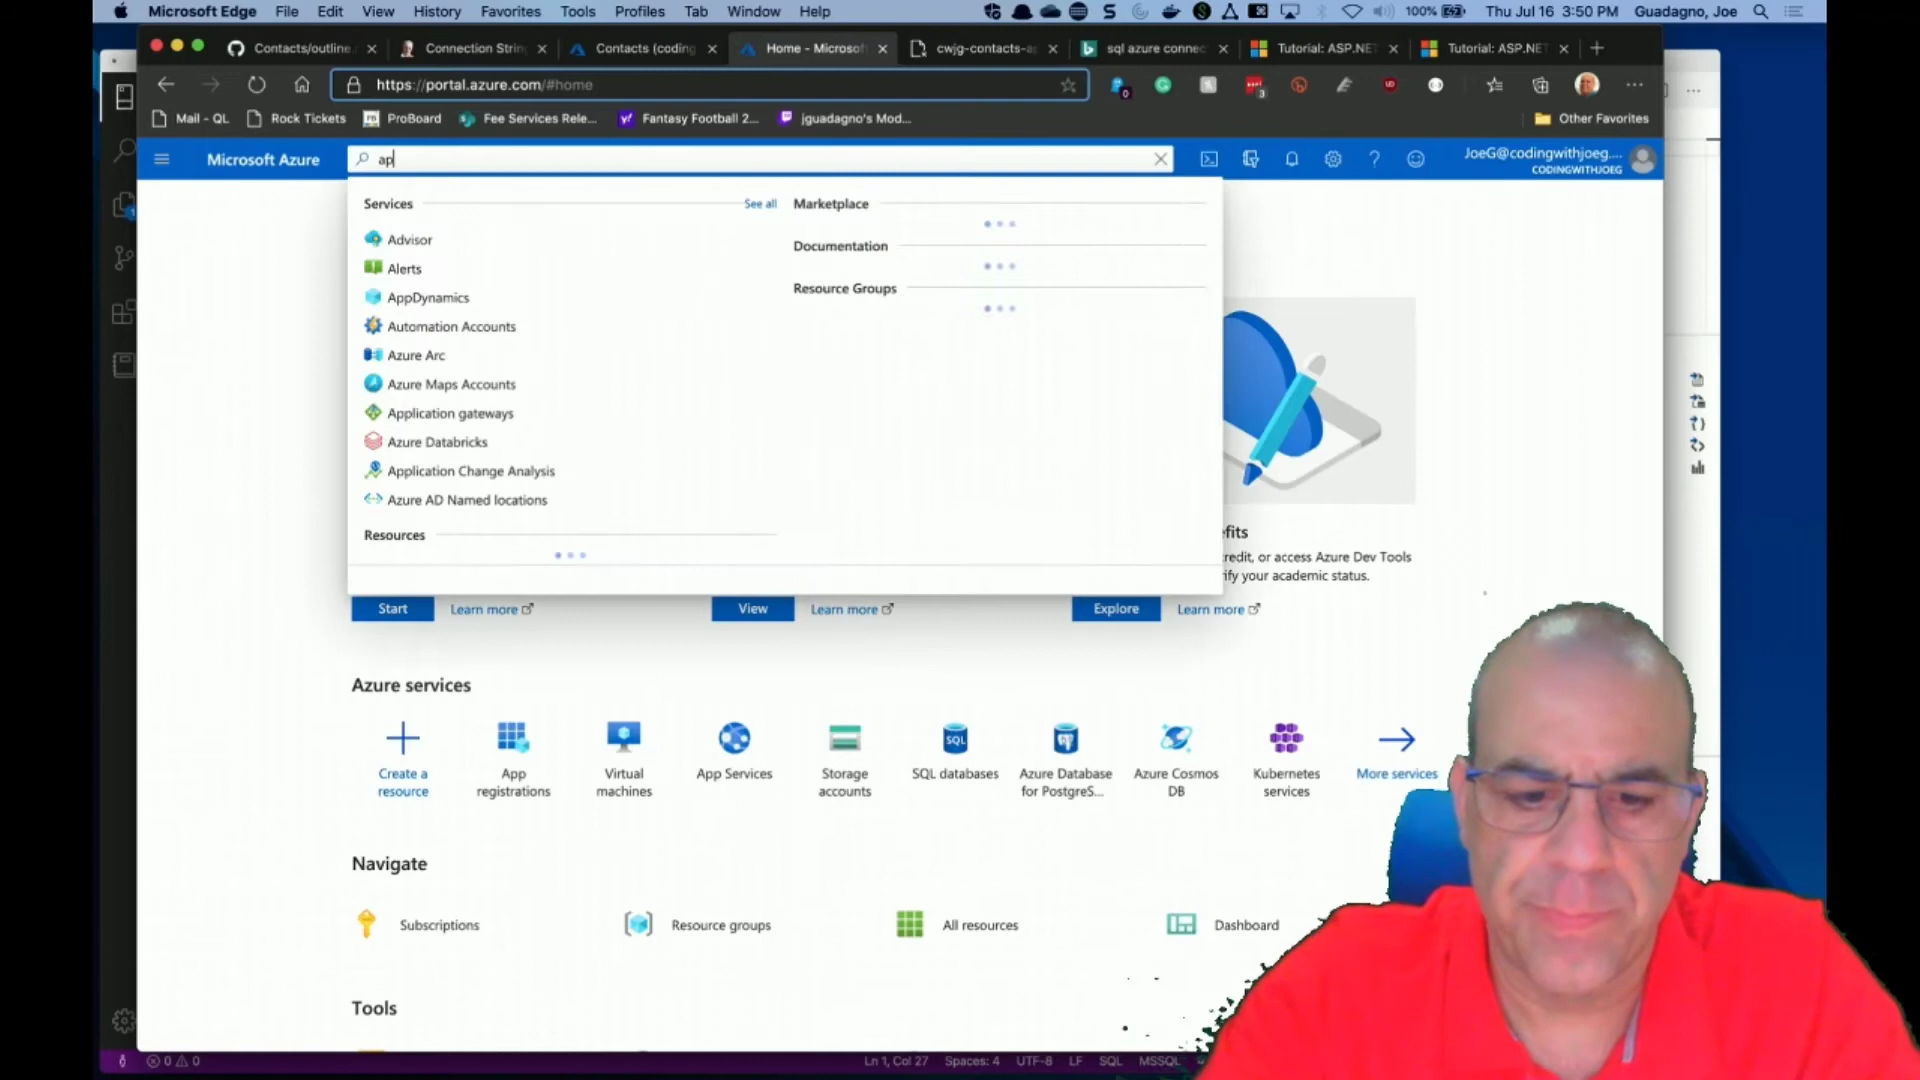 Microsoft Edge File Edit View History Favorites Tools Profiles Tab Window Help 100% Thu Jul 16 3:50 PM Guadagno, Joe
Contacts/outline. Connection Strin Contacts (coding Home - Microsof cwjg-contacts-a sql azure connec Tutorial: ASP.NET Tutorial: ASP.NET
https://portal.azure.com/#home 0 3
Mail - QL Rock Tickets ProBoard Fee Services Rele... Fantasy Football 2... jguadagno's Mod... Other Favorites
Microsoft Azure ap JoeG@codingwithjoeg....
CODINGWITHJOEG
Services See all Marketplace
Advisor
Documentation
Alerts
Resource Groups
AppDynamics
Automation Accounts
Azure Arc
Azure Maps Accounts
Application gateways
Azure Databricks
Application Change Analysis
Azure AD Named locations
Resources
efits
credit, or access Azure Dev Tools
ify your academic status.
Start Learn more View Learn more Explore Learn more
Azure services
Create a resource App registrations Virtual machines App Services Storage accounts SQL databases Azure Database for PostgreS... Azure Cosmos DB Kubernetes services More services
Navigate
Subscriptions Resource groups All resources Dashboard
Tools
0 0 Ln 1, Col 27 Spaces: 4 UTF-8 LF SQL MSSQL